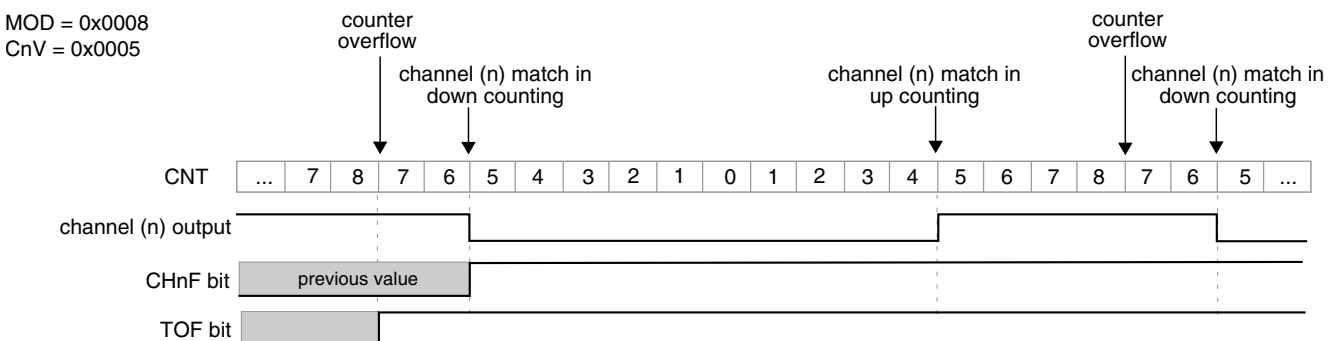 MOD = 0x0008
CnV = 0x0005
counter
overflow
channel (n) match in
down counting
channel (n) match in
up counting
counter
overflow
channel (n) match in
down counting
CNT ... 7 8 7 6 5 4 3 2 1 0 1 2 3 4 5 6 7 8 7 6 5 ...
channel (n) output
CHnF bit previous value
TOF bit